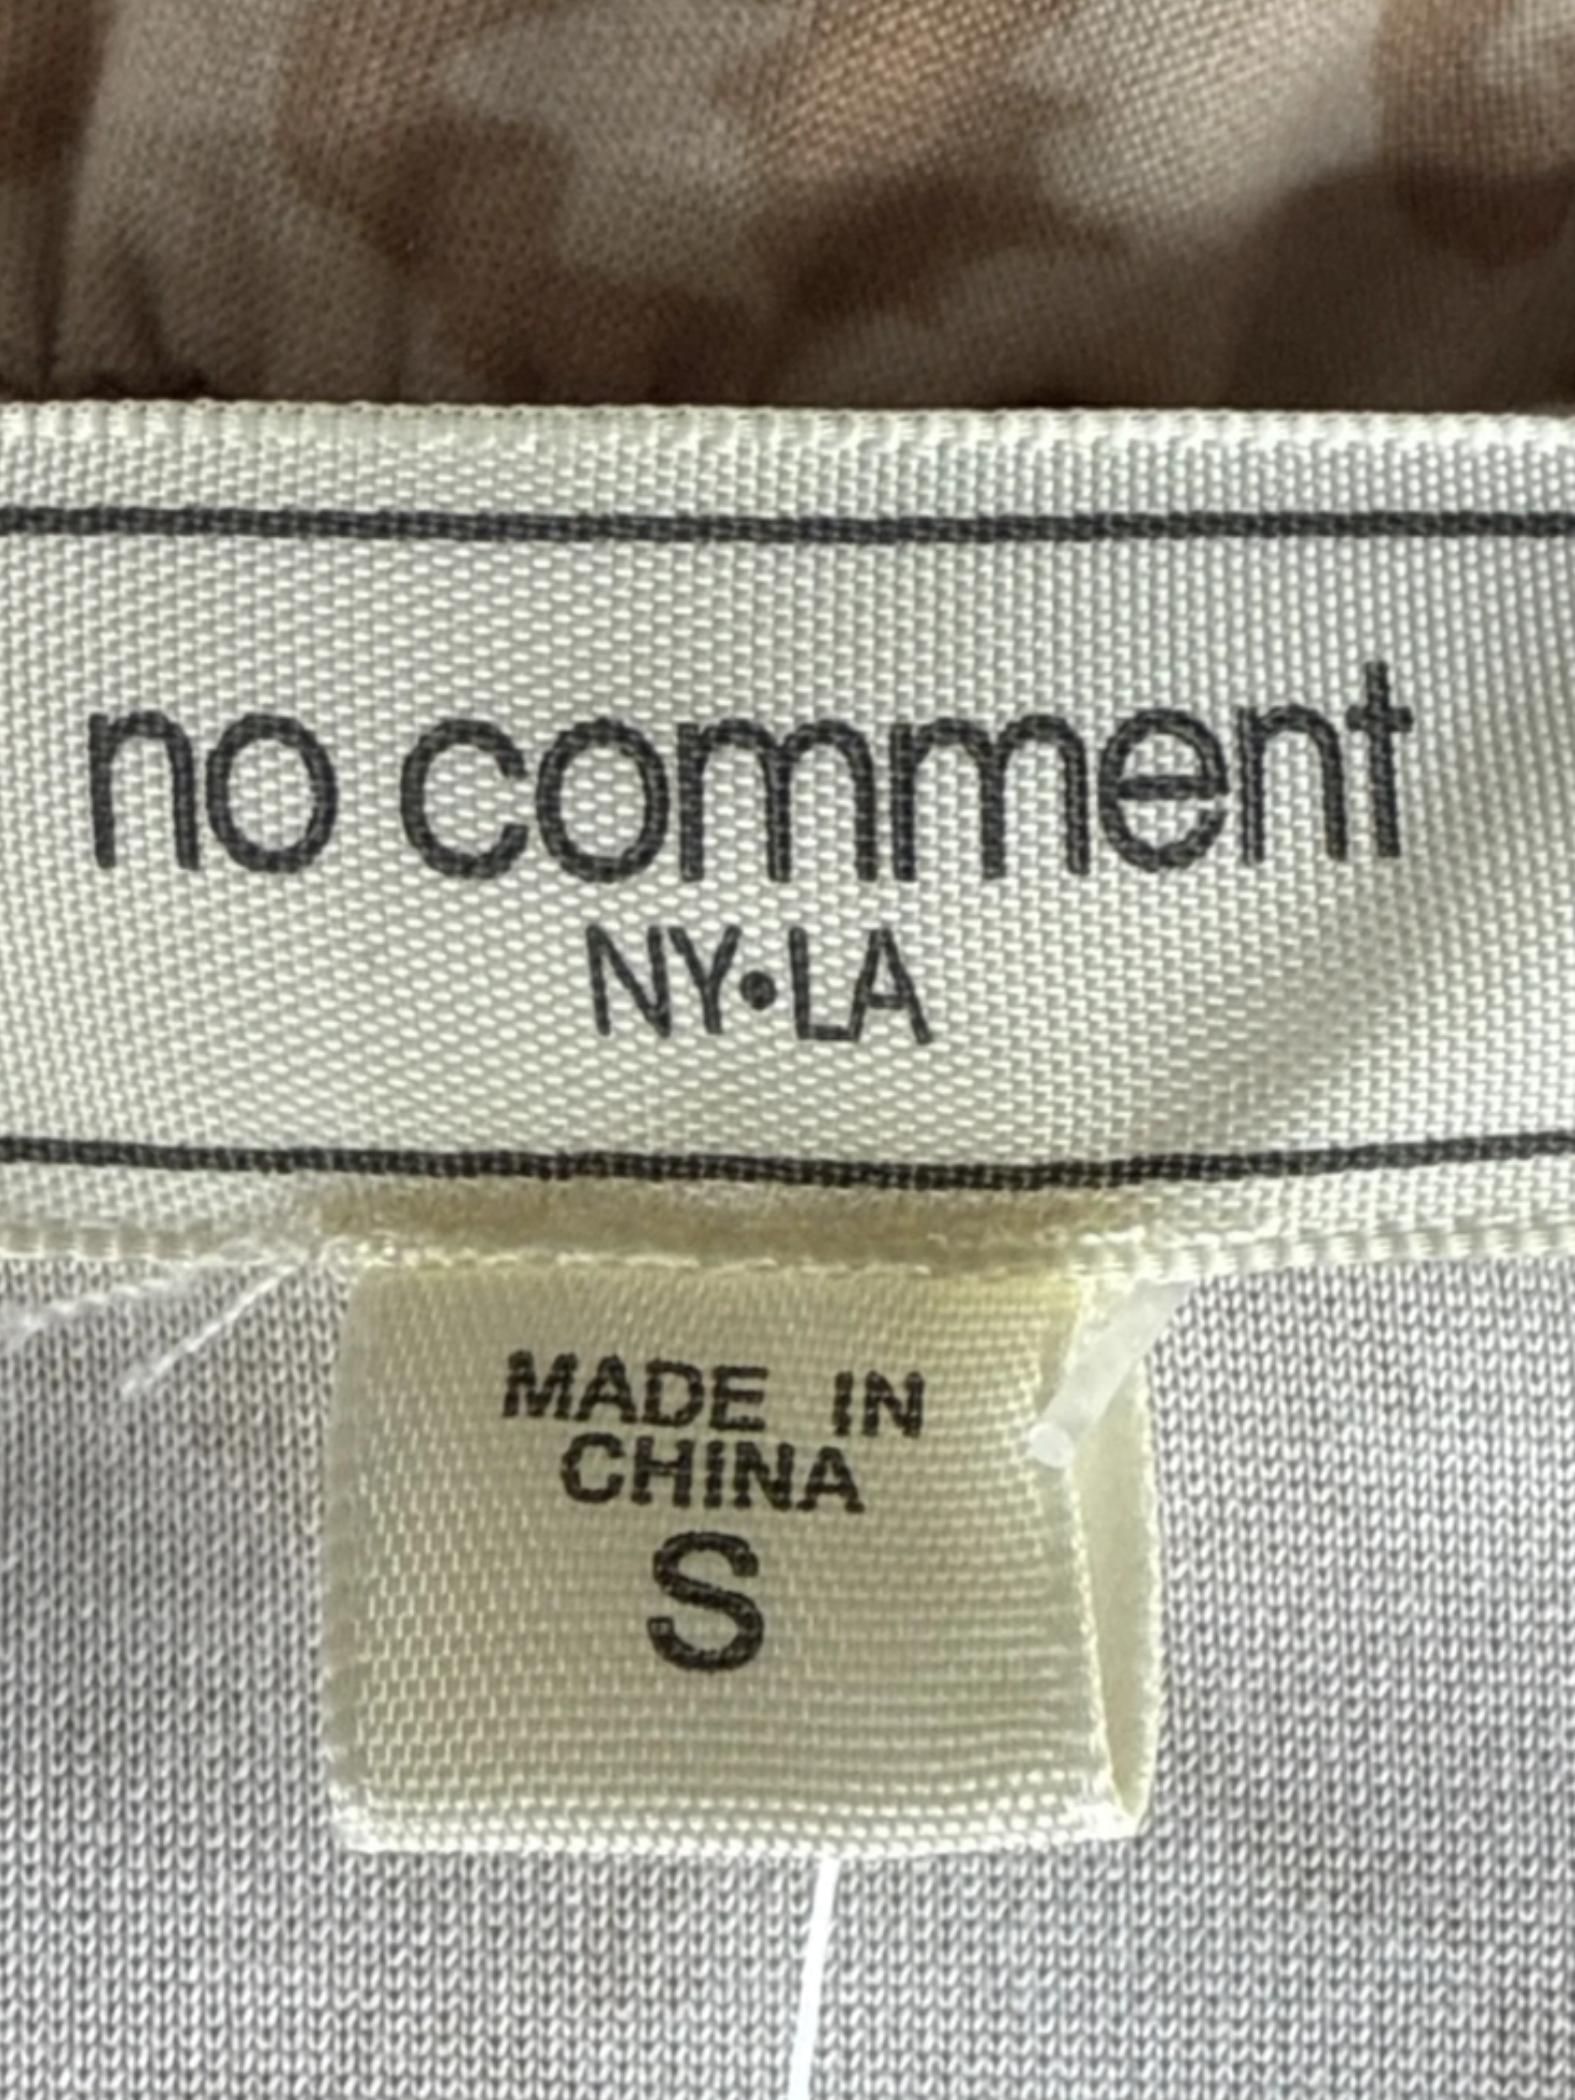 no comment
NY•LA
MADE IN
CHINA
S